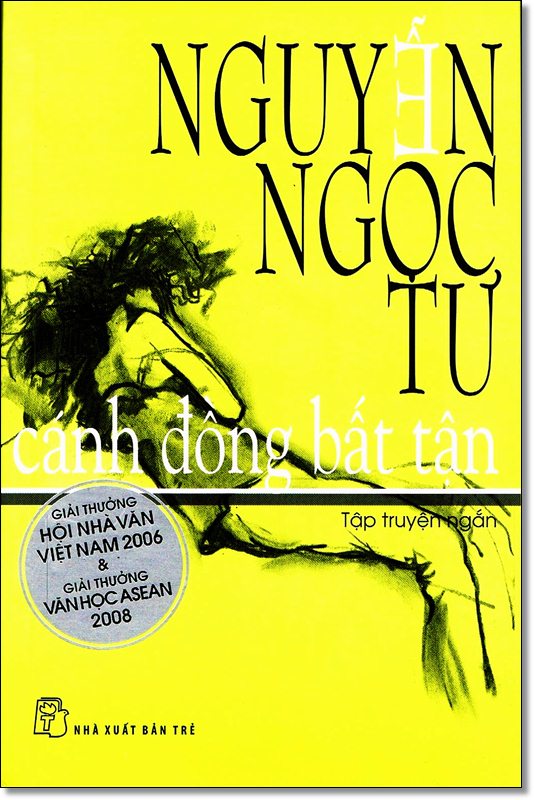 NGUYỄN
NGỌC
TƯ
cánh đồng bất tận
Tập truyện ngắn
GIẢI THƯỞNG
HỘI NHÀ VĂN
VIỆT NAM 2006
&
GIẢI THƯỞNG
VĂN HỌC ASEAN
2008
NHÀ XUẤT BẢN TRẺ